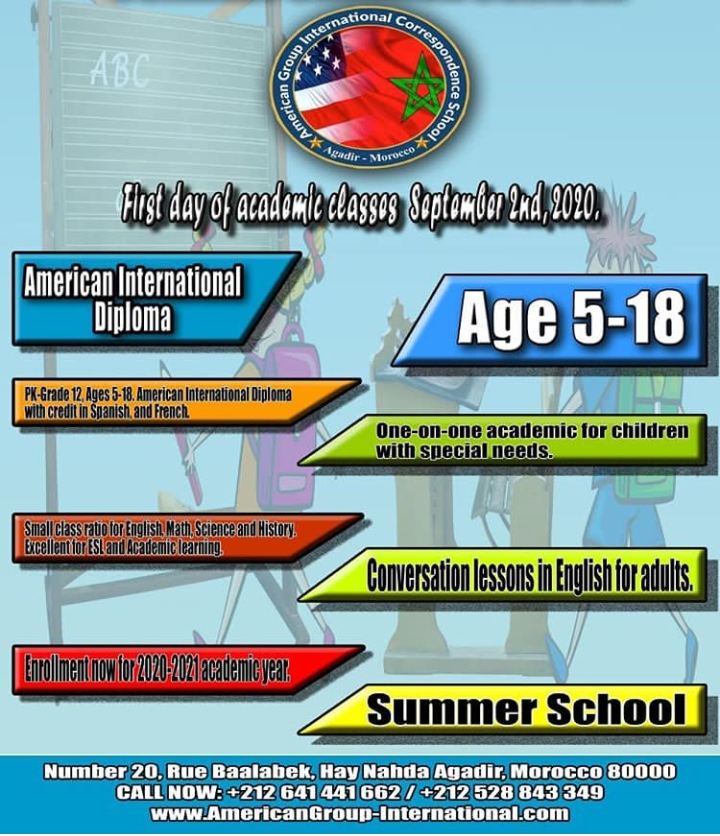 ABC
American Group International Correspondence School
Agadir - Morocco
First day of academic classes September 2nd, 2020.
American International
Diploma
Age 5-18
PK-Grade 12, Ages 5-18. American International Diploma
with credit in Spanish, and French.
One-on-one academic for children
with special needs.
Small class ratio for English, Math, Science and History.
Excellent for ESL and Academic learning.
Conversation lessons in English for adults.
Enrollment now for 2020-2021 academic year.
Summer School
Number 20, Rue Baalabek, Hay Nahda Agadir, Morocco 80000
CALL NOW: +212 641 441 662 / +212 528 843 349
www.AmericanGroup-International.com